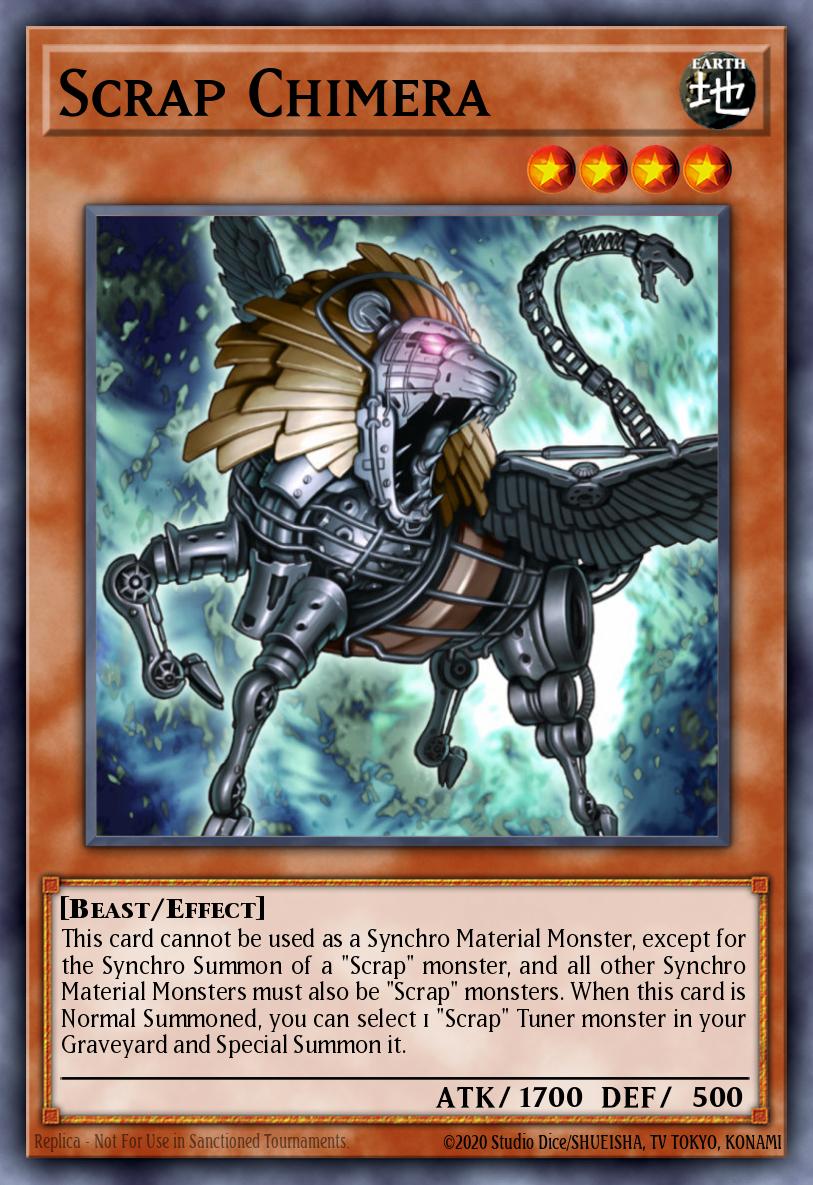 Scrap Chimera
EARTH
地
[Beast/Effect]
This card cannot be used as a Synchro Material Monster, except for
the Synchro Summon of a "Scrap" monster, and all other Synchro
Material Monsters must also be "Scrap" monsters. When this card is
Normal Summoned, you can select 1 "Scrap" Tuner monster in your
Graveyard and Special Summon it.
ATK/ 1700 DEF/ 500
Replica - Not For Use in Sanctioned Tournaments.
©2020 Studio Dice/SHUEISHA, TV TOKYO, KONAMI